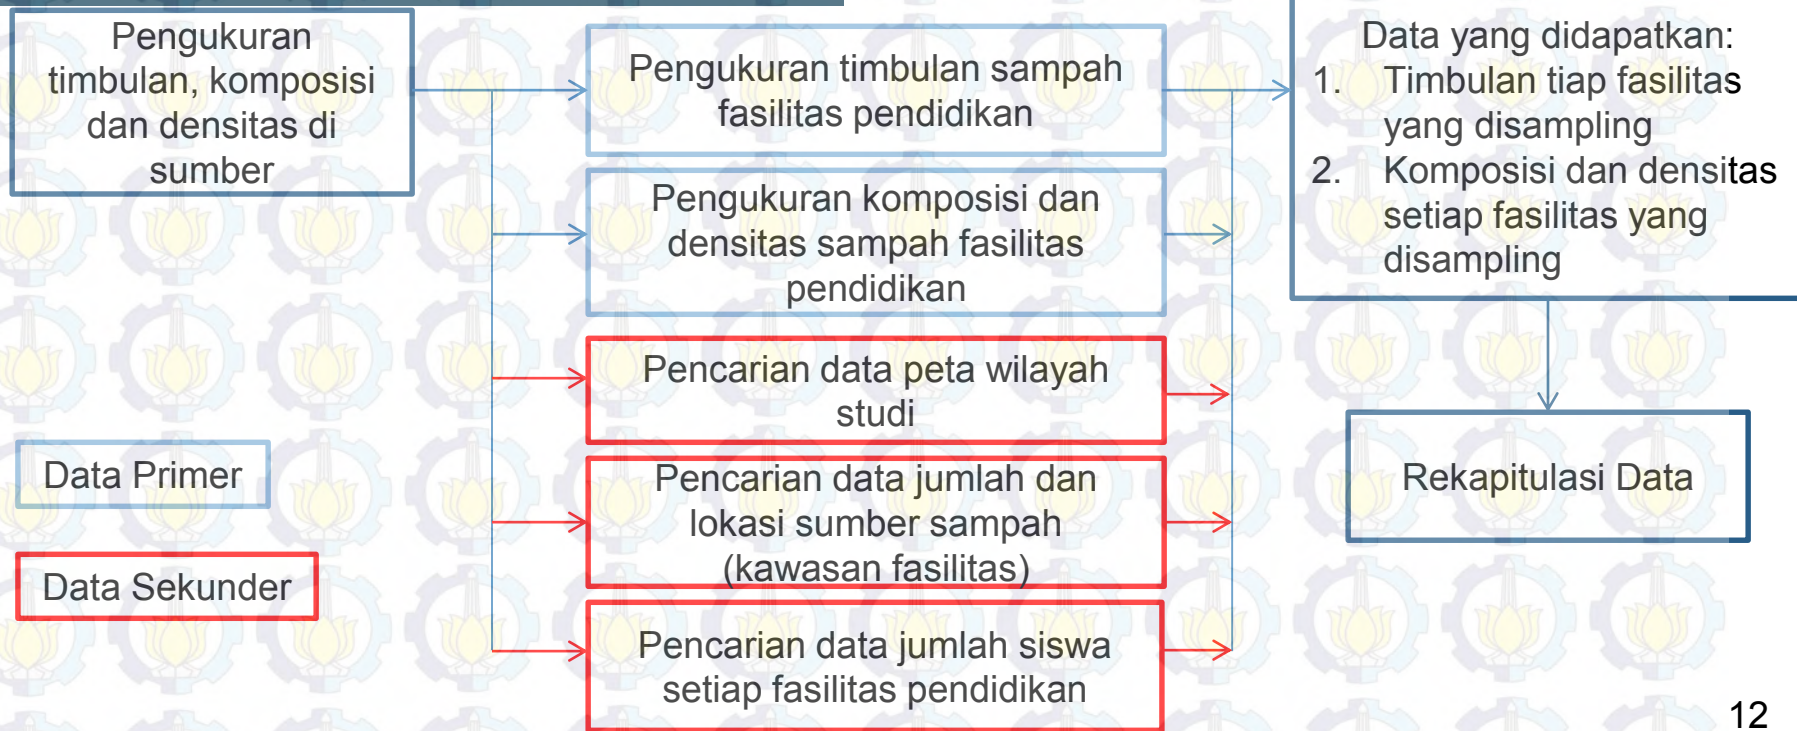 Pengukuran
timbulan, komposisi
dan densitas di
sumber
Pengukuran timbulan sampah
fasilitas pendidikan
Pengukuran komposisi dan
densitas sampah fasilitas
pendidikan
Pencarian data peta wilayah
studi
Pencarian data jumlah dan
lokasi sumber sampah
(kawasan fasilitas)
Pencarian data jumlah siswa
setiap fasilitas pendidikan
Data yang didapatkan:
1. Timbulan tiap fasilitas
yang disampling
2. Komposisi dan densitas
setiap fasilitas yang
disampling
Rekapitulasi Data
Data Primer
Data Sekunder
12